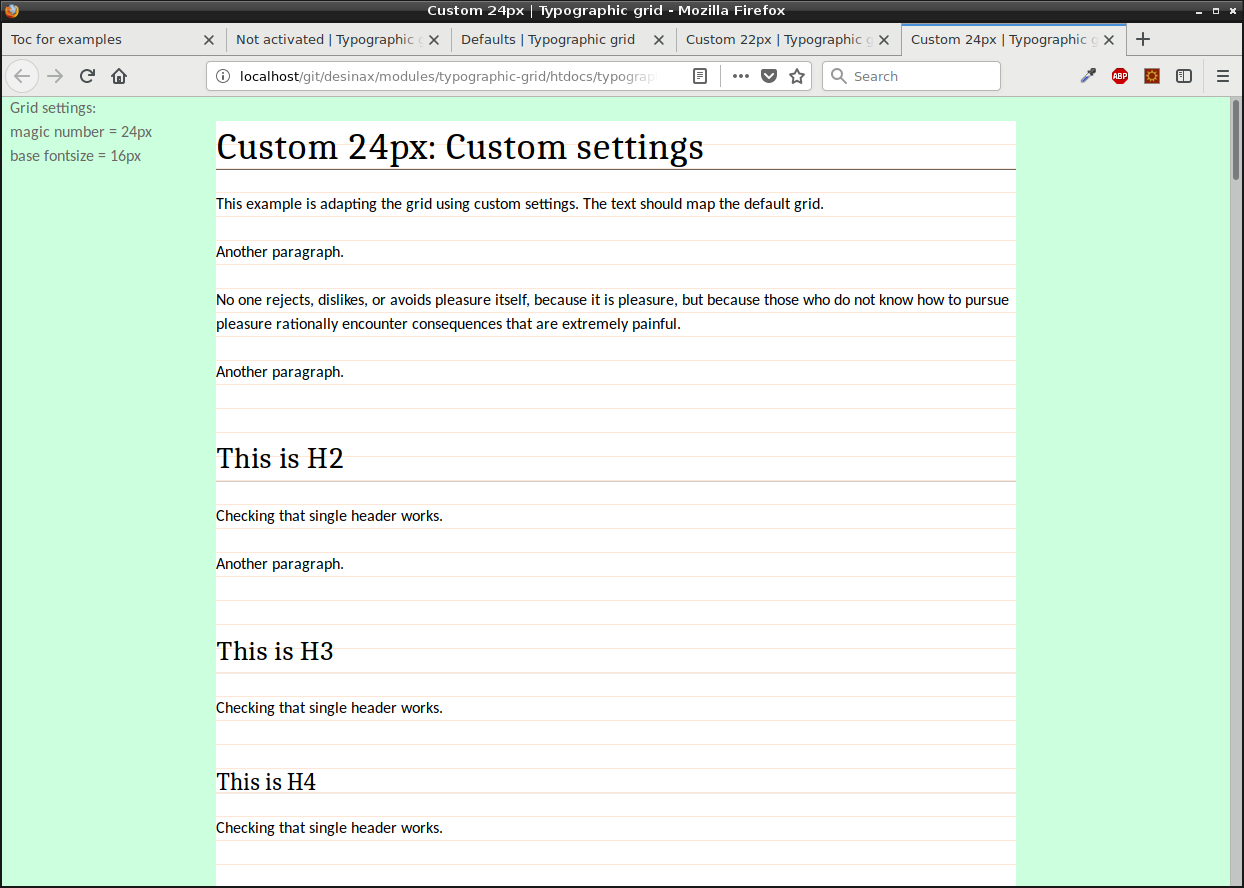 Custom 24px | Typographic grid - Mozilla Firefox
Toc for examples
Not activated | Typographic
Defaults | Typographic grid
Custom 22px | Typographic
Custom 24px | Typographic
localhost/git/desinax/modules/typographic-grid/htdocs/typograp
Search
ABP
Grid settings:
magic number = 24px
base fontsize = 16px
Custom 24px: Custom settings
This example is adapting the grid using custom settings. The text should map the default grid.
Another paragraph.
No one rejects, dislikes, or avoids pleasure itself, because it is pleasure, but because those who do not know how to pursue
pleasure rationally encounter consequences that are extremely painful.
Another paragraph.
This is H2
Checking that single header works.
Another paragraph.
This is H3
Checking that single header works.
This is H4
Checking that single header works.